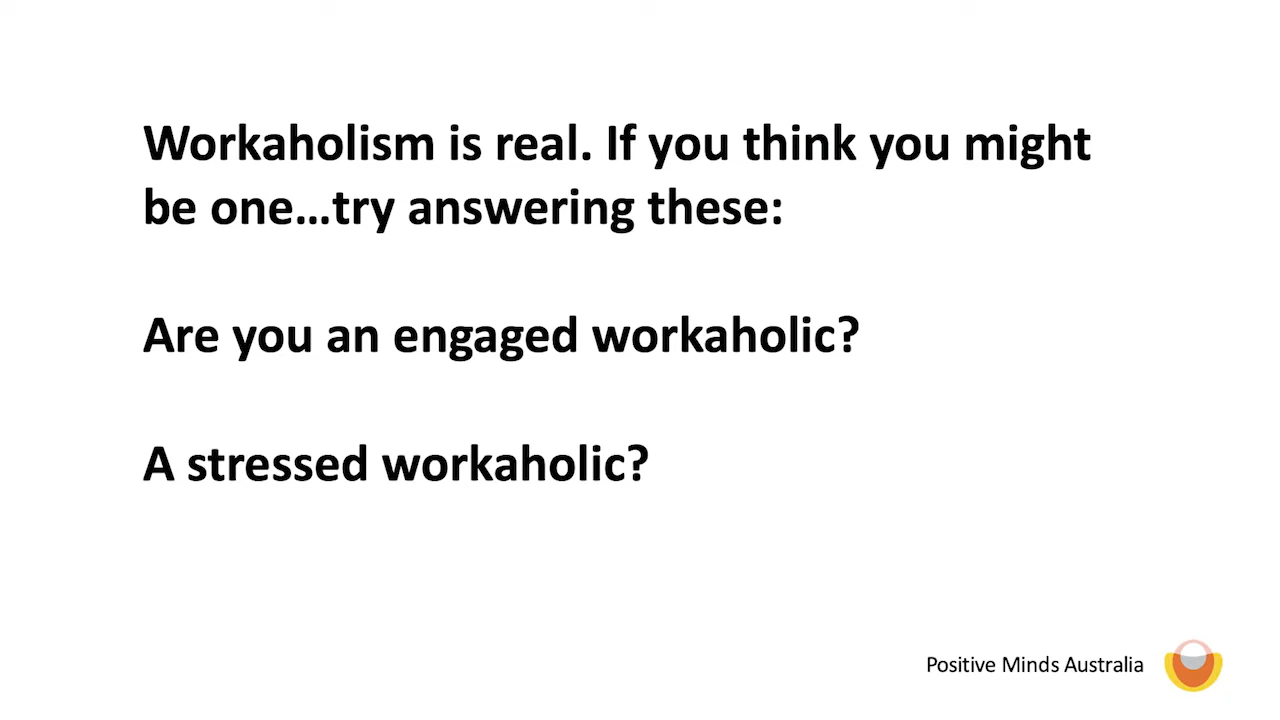 Workaholism is real. If you think you might
be one...try answering these:
Are you an engaged workaholic?
A stressed workaholic?
Positive Minds Australia